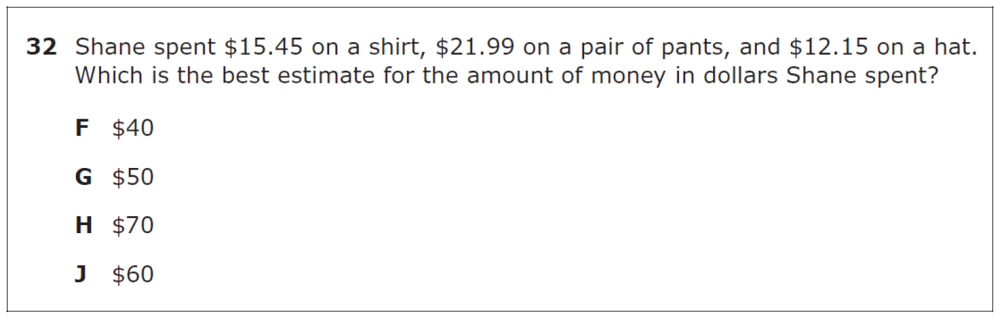 32 Shane spent $15.45 on a shirt, $21.99 on a pair of pants, and $12.15 on a hat.
Which is the best estimate for the amount of money in dollars Shane spent?
F $40
G $50
H $70
J $60